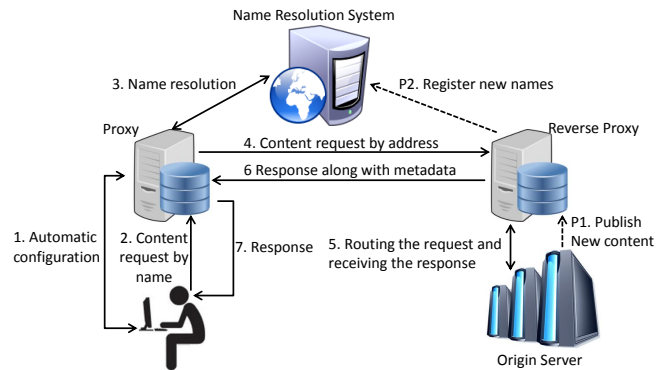 Name Resolution System
3. Name resolution
P2. Register new names
Proxy
4. Content request by address
Reverse Proxy
6 Response along with metadata
1. Automatic
configuration
2. Content
request by
name
7. Response
5. Routing the request and
receiving the response
P1. Publish
New content
Origin Server